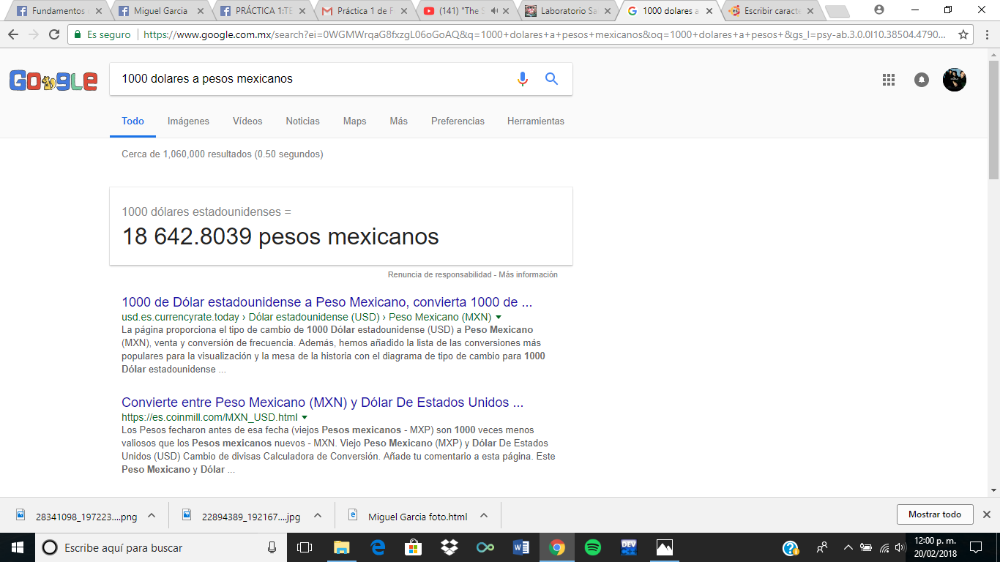 Fundamentos
Miguel Garcia
PRÁCTICA 1:TE
Práctica 1 de F
(141) "The S
Laboratorio Sa
1000 dolares a
Escribir caracte
Es seguro
https://www.google.com.mx/search?ei=0WGMWrqaG8fxzgL06oGoAQ&q=1000+dolares+a+pesos+mexicanos&oq=1000+dolares+a+pesos+&gs_l=psy-ab.3.0.0l10.38504.4790...
Google
1000 dolares a pesos mexicanos
Todo Imágenes Vídeos Noticias Maps Más Preferencias Herramientas
Cerca de 1,060,000 resultados (0.50 segundos)
1000 dólares estadounidenses =
18 642.8039 pesos mexicanos
Renuncia de responsabilidad - Más información
1000 de Dólar estadounidense a Peso Mexicano, convierta 1000 de ...
usd.es.currencyrate.today › Dólar estadounidense (USD) › Peso Mexicano (MXN)
La página proporciona el tipo de cambio de 1000 Dólar estadounidense (USD) a Peso Mexicano
(MXN), venta y conversión de frecuencia. Además, hemos añadido la lista de las conversiones más
populares para la visualización y la mesa de la historia con el diagrama de tipo de cambio para 1000
Dólar estadounidense ...
Convierte entre Peso Mexicano (MXN) y Dólar De Estados Unidos ...
https://es.coinmill.com/MXN_USD.html
Los Pesos fecharon antes de esa fecha (viejos Pesos mexicanos - MXP) son 1000 veces menos
valiosos que los Pesos mexicanos nuevos - MXN. Viejo Peso Mexicano (MXP) y Dólar De Estados
Unidos (USD) Cambio de divisas Calculadora de Conversión. Añade tu comentario a esta página. Este
Peso Mexicano y Dólar ...
28341098_197223....png
22894389_192167....jpg
Miguel Garcia foto.html
Mostrar todo
Escribe aquí para buscar
DEV
12:00 p. m.
20/02/2018